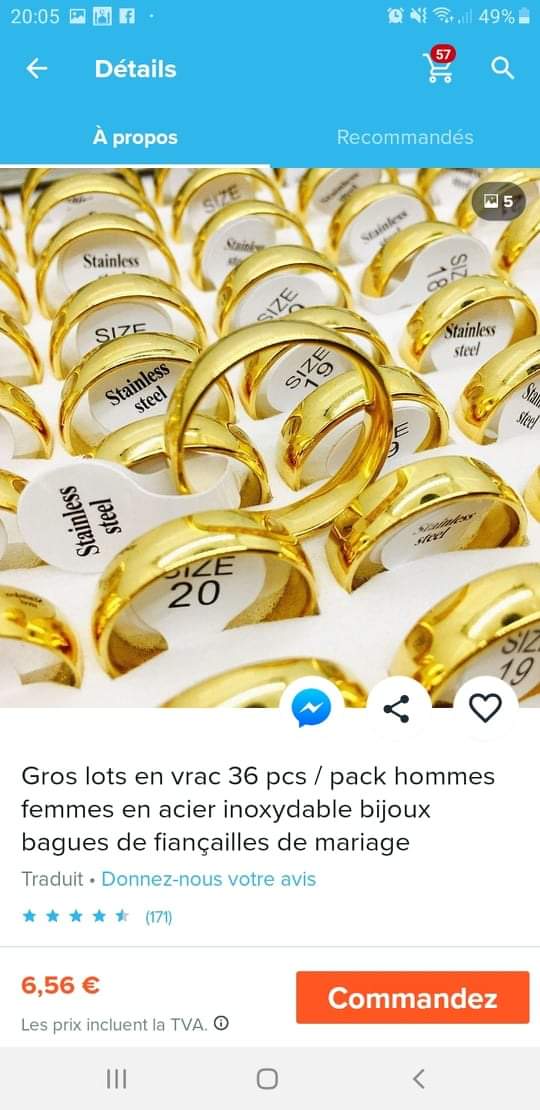 20:05
49%
Détails
57
À propos
Recommandés
5
SIZE
Stainless
Stainless
SIZE
18
SIZE
SIZE
Stainless
steel
Stainless
steel
SIZE
19
Stainless
steel
SIZE
20
Stainless
steel
19
Gros lots en vrac 36 pcs / pack hommes
femmes en acier inoxydable bijoux
bagues de fiançailles de mariage
Traduit • Donnez-nous votre avis
(171)
6,56 €
Commandez
Les prix incluent la TVA.